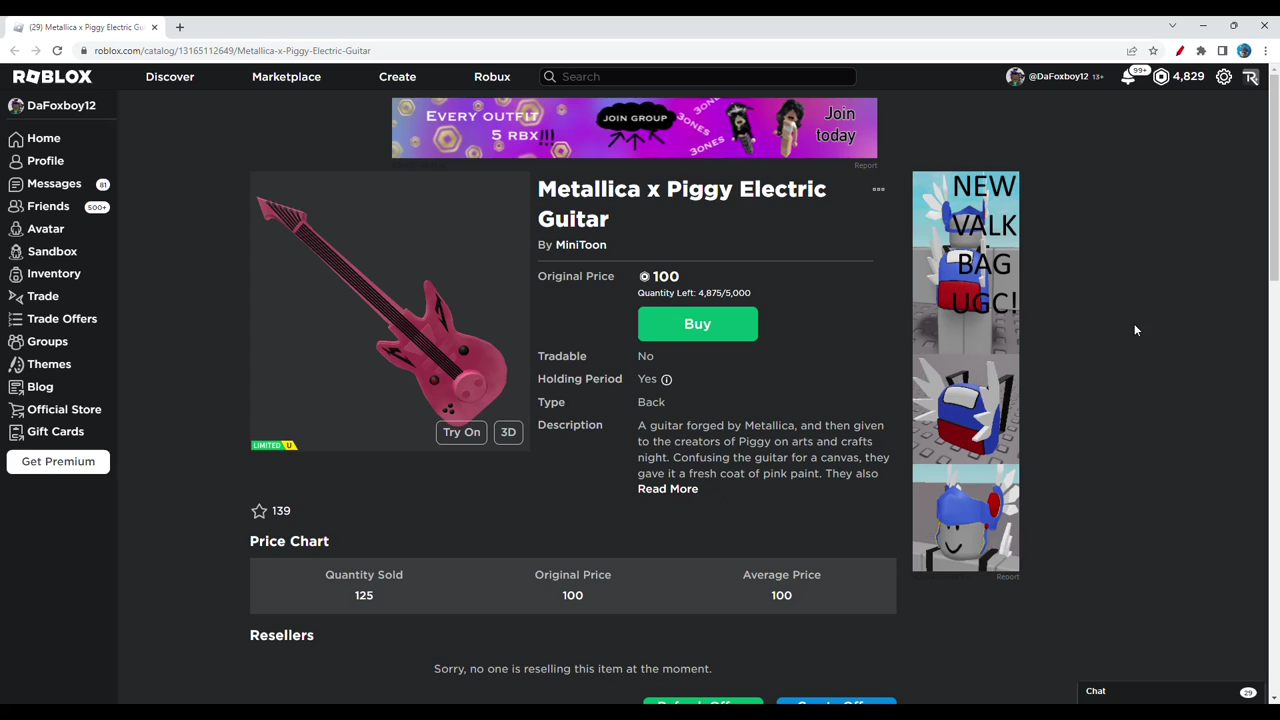 (29) Metallica x Piggy Electric Gu
roblox.com/catalog/13165112649/Metallica-x-Piggy-Electric-Guitar
ROBLOX
Discover
Marketplace
Create
Robux
Search
@DaFoxboy12 13+
99+
4,829
DaFoxboy12
Home
Profile
Messages 81
Friends 500+
Avatar
Sandbox
Inventory
Trade
Trade Offers
Groups
Themes
Blog
Official Store
Gift Cards
Get Premium
EVERY OUTFIT
5 RBX!!!
JOIN GROUP
3ONES
3ONES
3ONES
Join
today
Report
Metallica x Piggy Electric
Guitar
By MiniToon
Original Price 100
Quantity Left: 4,875/5,000
Buy
Tradable No
Holding Period Yes
Type Back
Description A guitar forged by Metallica, and then given
to the creators of Piggy on arts and crafts
night. Confusing the guitar for a canvas, they
gave it a fresh coat of pink paint. They also
Read More
Try On
3D
LIMITED U
139
Price Chart
Quantity Sold
125
Original Price
100
Average Price
100
Resellers
Sorry, no one is reselling this item at the moment.
NEW
VALK
BAG
UGC!
Report
Chat 29